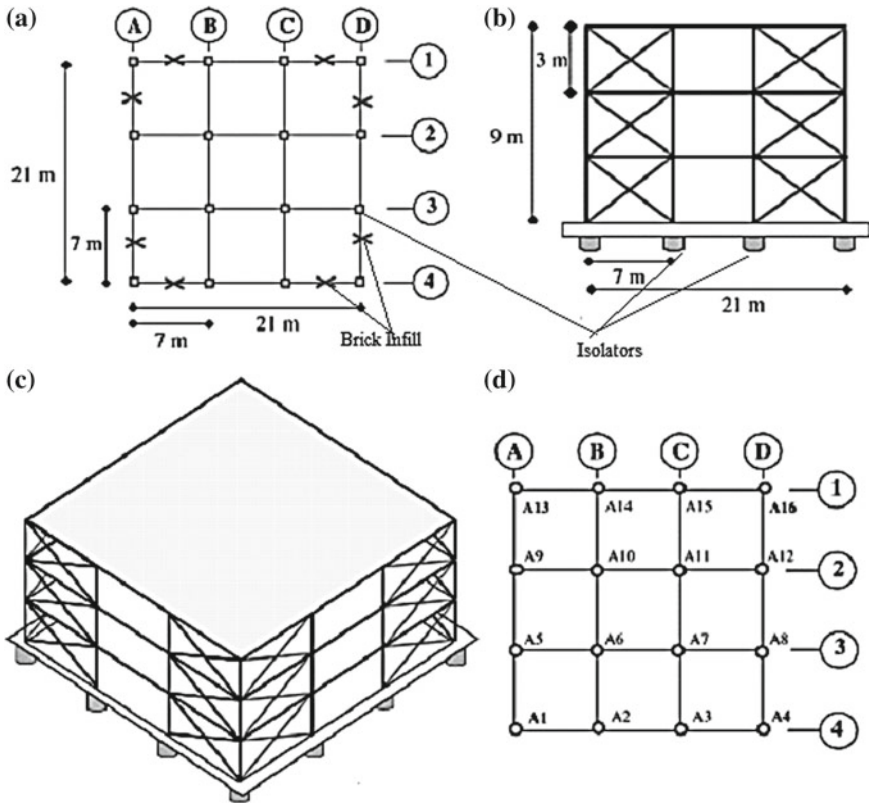 (a)
A B C D
1
2
3
4
21 m
7 m
21 m
7 m
Brick Infill
(b)
3 m
9 m
7 m
21 m
Isolators
(c)
(d)
A B C D
1
A13 A14 A15 A16
A9 A10 A11 A12
2
A5 A6 A7 A8
3
A1 A2 A3 A4
4